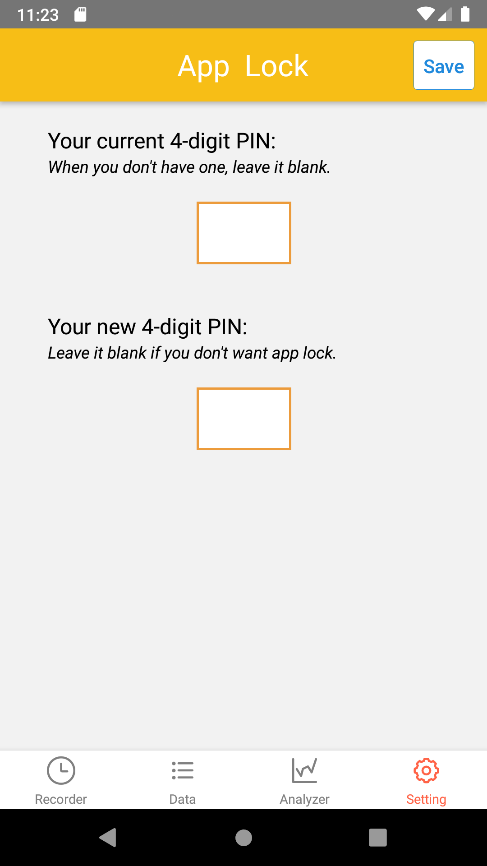 11:23
App Lock
Save
Your current 4-digit PIN:
When you don't have one, leave it blank.
Your new 4-digit PIN:
Leave it blank if you don't want app lock.
Recorder
Data
Analyzer
Setting